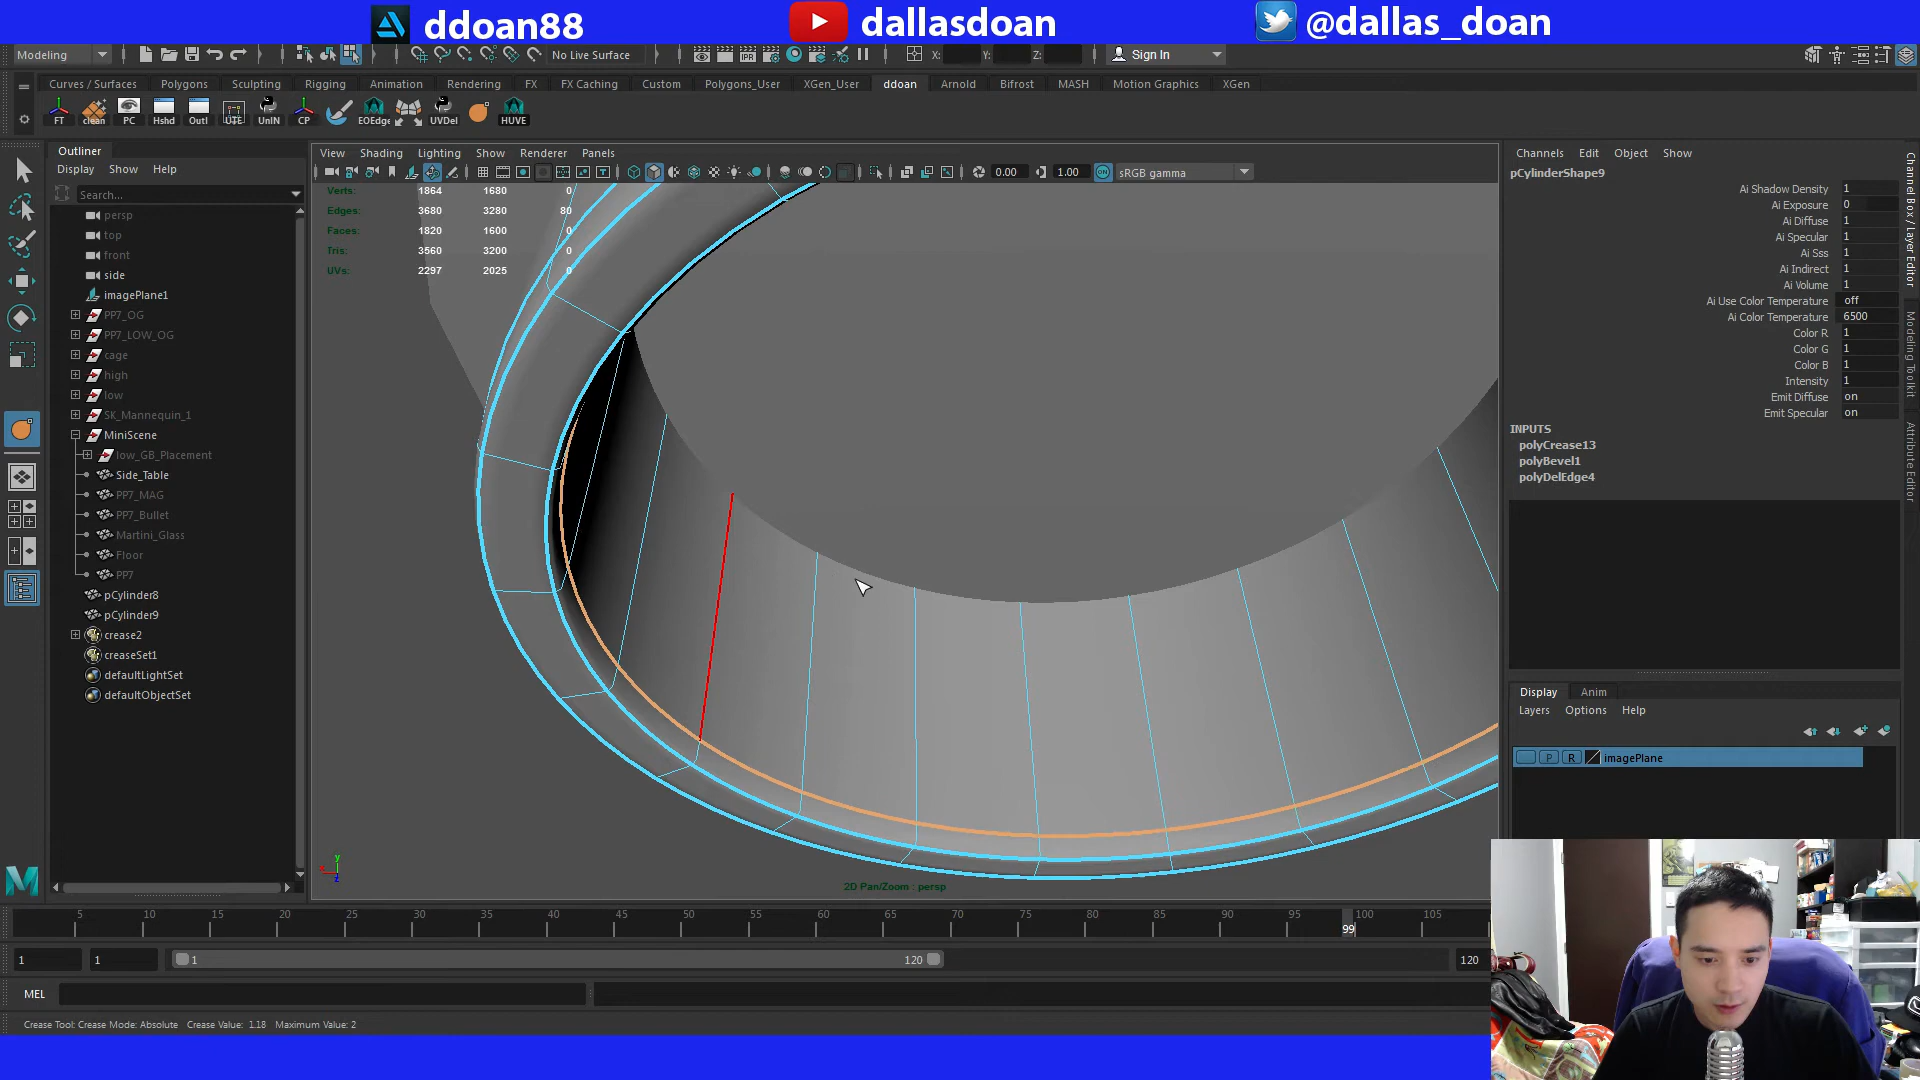 ddoan88
dallasdoan
@dallas_doan
Modeling
No Live Surface
X:
Y:
Z:
Sign In
Curves / Surfaces
Polygons
Sculpting
Rigging
Animation
Rendering
FX
FX Caching
Custom
Polygons_User
XGen_User
ddoan
Arnold
Bifrost
MASH
Motion Graphics
XGen
FT
clean
PC
Hshd
Outl
UTE
UnIN
CP
EOEdge
UVDel
HUVE
Outliner
Display
Show
Help
Search...
persp
top
front
side
imagePlane1
PP7_OG
PP7_LOW_OG
cage
high
low
SK_Mannequin_1
MiniScene
low_GB_Placement
Side_Table
PP7_MAG
PP7_Bullet
Martini_Glass
Floor
PP7
pCylinder8
pCylinder9
crease2
creaseSet1
defaultLightSet
defaultObjectSet
View
Shading
Lighting
Show
Renderer
Panels
0.00
1.00
ON
sRGB gamma
Verts: 1864 1680 0
Edges: 3680 3280 80
Faces: 1820 1600 0
Tris: 3560 3200 0
UVs: 2297 2025 0
2D Pan/Zoom : persp
Channels
Edit
Object
Show
pCylinderShape9
Ai Shadow Density 1
Ai Exposure 0
Ai Diffuse 1
Ai Specular 1
Ai Sss 1
Ai Indirect 1
Ai Volume 1
Ai Use Color Temperature off
Ai Color Temperature 6500
Color R 1
Color G 1
Color B 1
Intensity 1
Emit Diffuse on
Emit Specular on
INPUTS
polyCrease13
polyBevel1
polyDelEdge4
Channel Box / Layer Editor
Modeling Toolkit
Attribute Editor
Display
Anim
Layers
Options
Help
P
R
imagePlane
5 10 15 20 25 30 35 40 45 50 55 60 65 70 75 80 85 90 95 100 105
99
1
1
1
120
120
MEL
Crease Tool: Crease Mode: Absolute Crease Value: 1.18 Maximum Value: 2